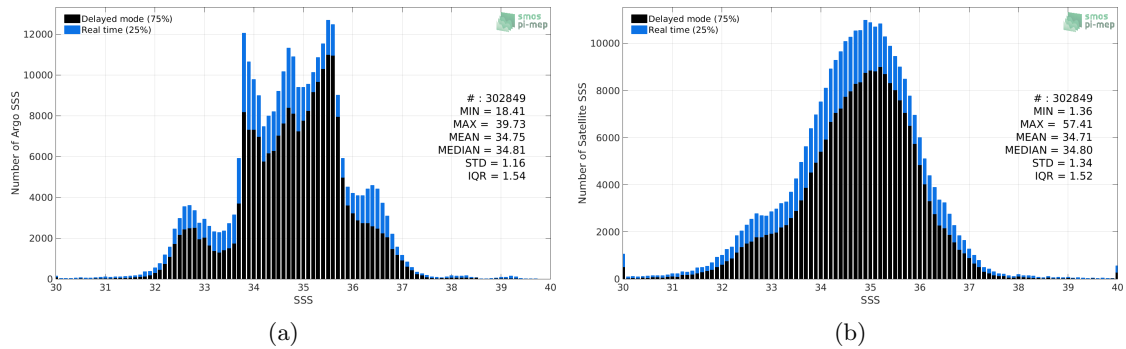 Delayed mode (75%)
Real time (25%)
smos
pi-mep
# : 302849
MIN = 18.41
MAX = 39.73
MEAN = 34.75
MEDIAN = 34.81
STD = 1.16
IQR = 1.54
Number of Argo SSS
12000
10000
8000
6000
4000
2000
0
30 31 32 33 34 35 36 37 38 39 40
SSS
(a)
Delayed mode (75%)
Real time (25%)
smos
pi-mep
# : 302849
MIN = 1.36
MAX = 57.41
MEAN = 34.71
MEDIAN = 34.80
STD = 1.34
IQR = 1.52
Number of Satellite SSS
10000
8000
6000
4000
2000
0
30 31 32 33 34 35 36 37 38 39 40
SSS
(b)